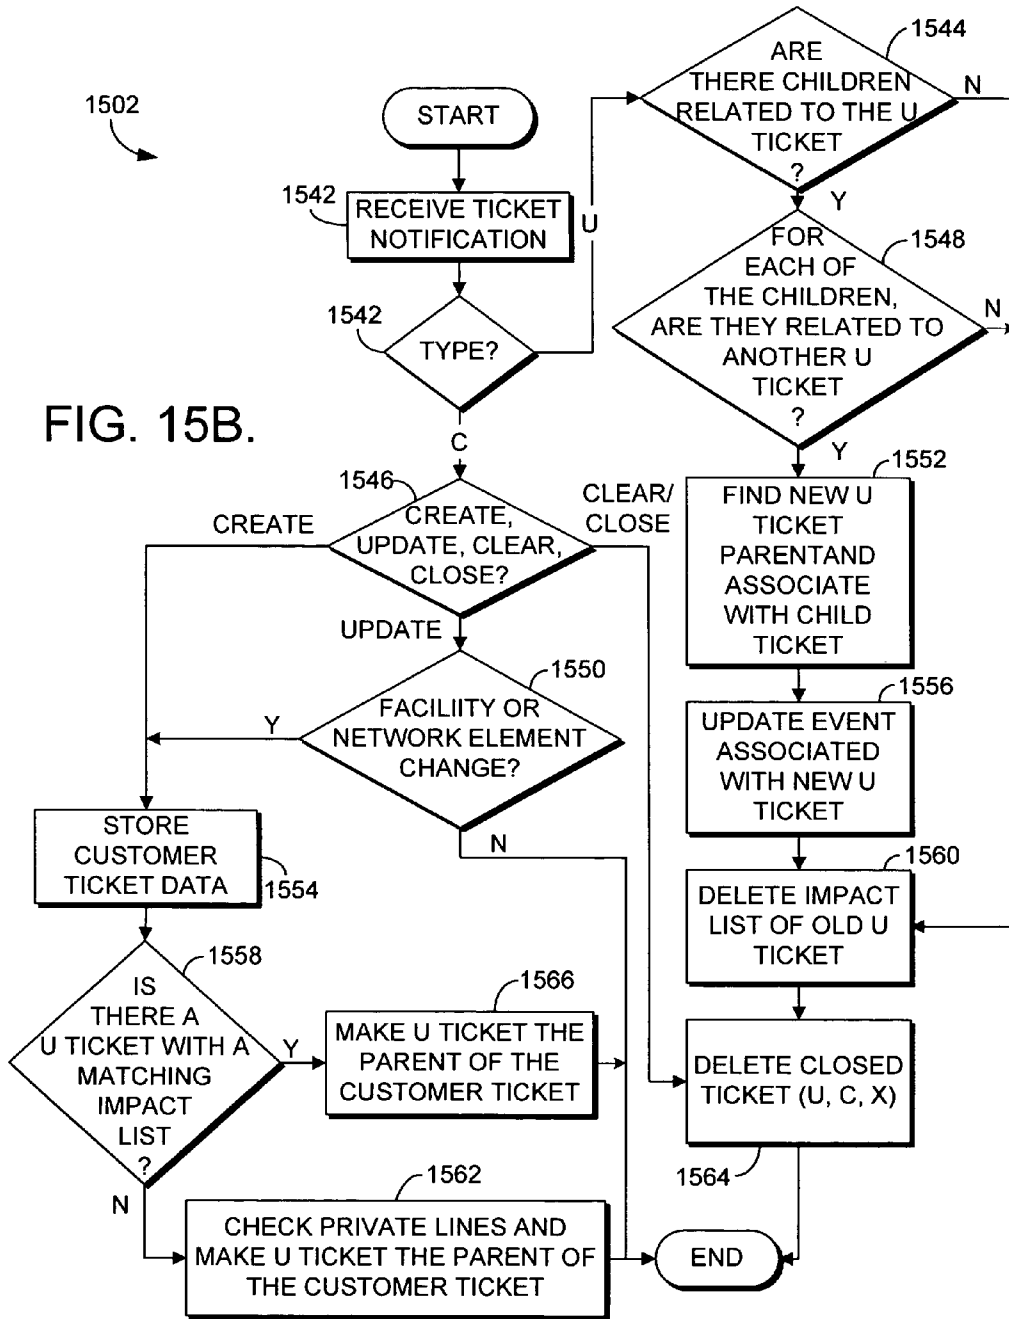 1502
START
1542
RECEIVE TICKET
NOTIFICATION
1542
TYPE?
U
C
FIG. 15B.
1544
ARE
THERE CHILDREN
RELATED TO THE U
TICKET
?
N
Y
1548
FOR
EACH OF
THE CHILDREN,
ARE THEY RELATED TO
ANOTHER U
TICKET
?
N
Y
1546
CREATE,
UPDATE, CLEAR,
CLOSE?
CREATE
CLEAR/
CLOSE
UPDATE
1550
FACILIITY OR
NETWORK ELEMENT
CHANGE?
Y
N
1552
FIND NEW U
TICKET
PARENTAND
ASSOCIATE
WITH CHILD
TICKET
1556
UPDATE EVENT
ASSOCIATED
WITH NEW U
TICKET
STORE
CUSTOMER
TICKET DATA
1554
1560
DELETE IMPACT
LIST OF OLD U
TICKET
1558
IS
THERE A
U TICKET WITH A
MATCHING
IMPACT
LIST
?
Y
N
1566
MAKE U TICKET THE
PARENT OF THE
CUSTOMER TICKET
DELETE CLOSED
TICKET (U, C, X)
1564
1562
CHECK PRIVATE LINES AND
MAKE U TICKET THE PARENT OF
THE CUSTOMER TICKET
END